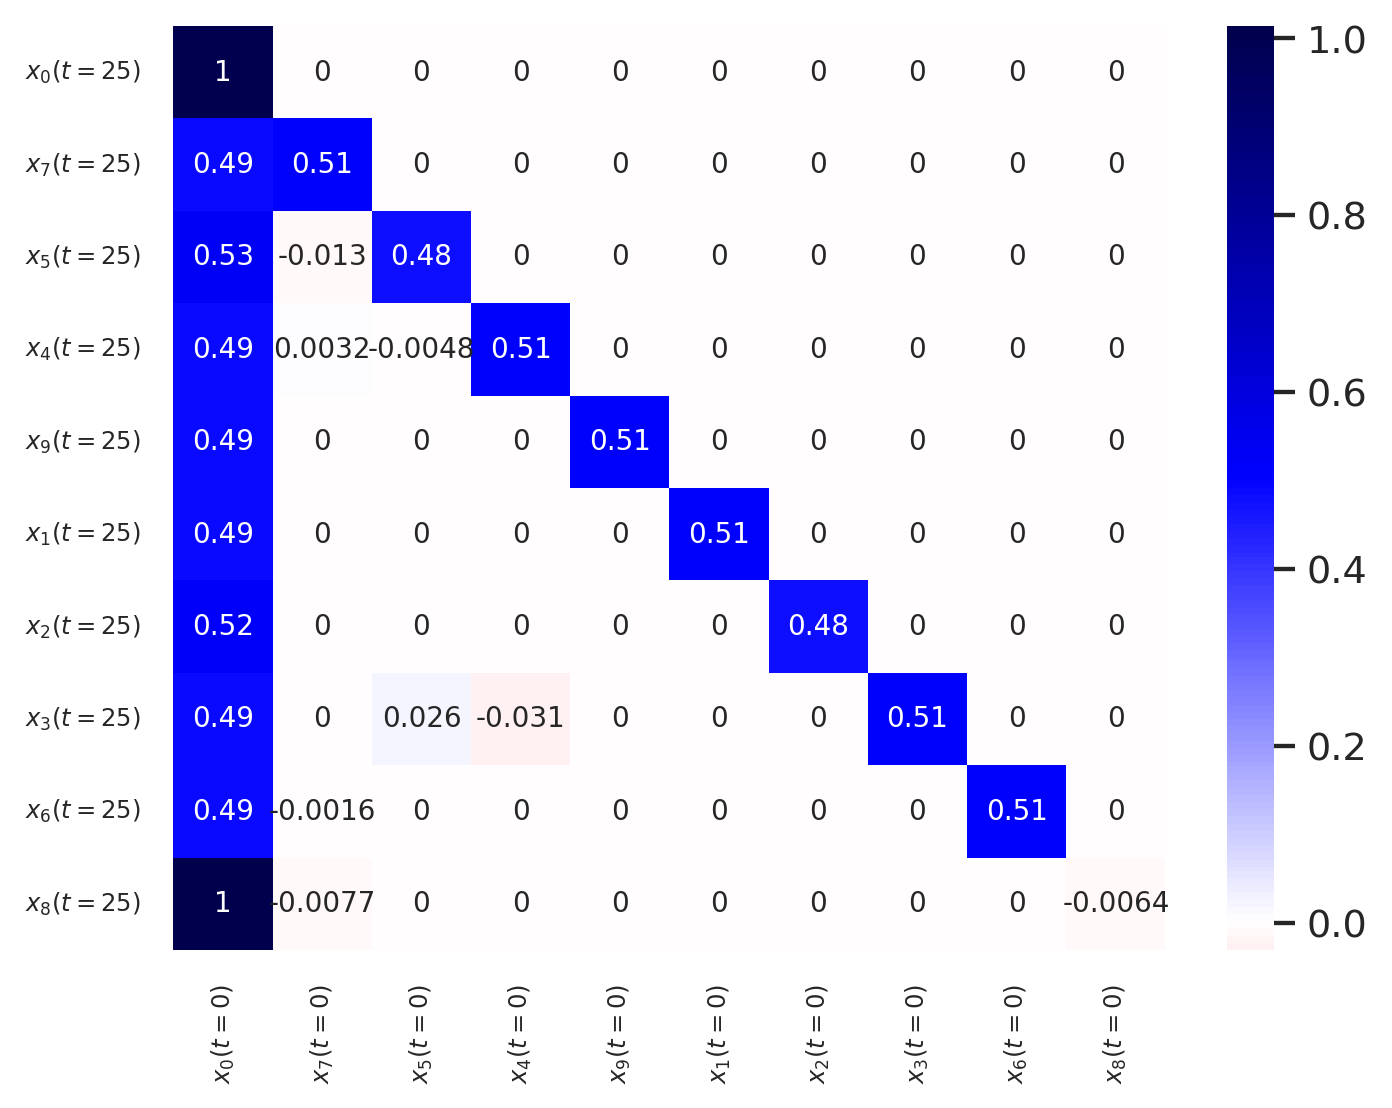 x₀(t = 25) 1 0 0 0 0 0 0 0 0 0
x₇(t = 25) 0.49 0.51 0 0 0 0 0 0 0 0
x₅(t = 25) 0.53 -0.013 0.48 0 0 0 0 0 0 0
x₄(t = 25) 0.49 0.0032 -0.0048 0.51 0 0 0 0 0 0
x₉(t = 25) 0.49 0 0 0 0.51 0 0 0 0 0
x₁(t = 25) 0.49 0 0 0 0 0.51 0 0 0 0
x₂(t = 25) 0.52 0 0 0 0 0 0.48 0 0 0
x₃(t = 25) 0.49 0 0.026 -0.031 0 0 0 0.51 0 0
x₆(t = 25) 0.49 -0.0016 0 0 0 0 0 0 0.51 0
x₈(t = 25) 1 -0.0077 0 0 0 0 0 0 0 -0.0064
x₀(t = 0)
x₇(t = 0)
x₅(t = 0)
x₄(t = 0)
x₉(t = 0)
x₁(t = 0)
x₂(t = 0)
x₃(t = 0)
x₆(t = 0)
x₈(t = 0)
1.0
0.8
0.6
0.4
0.2
0.0